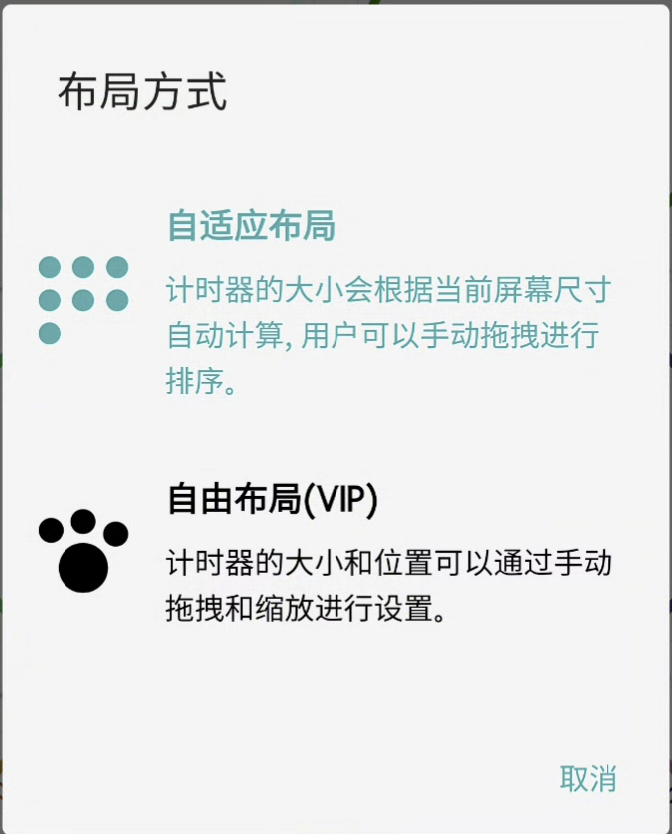 布局方式
自适应布局
计时器的大小会根据当前屏幕尺寸
自动计算, 用户可以手动拖拽进行
排序。
自由布局(VIP)
计时器的大小和位置可以通过手动
拖拽和缩放进行设置。
取消